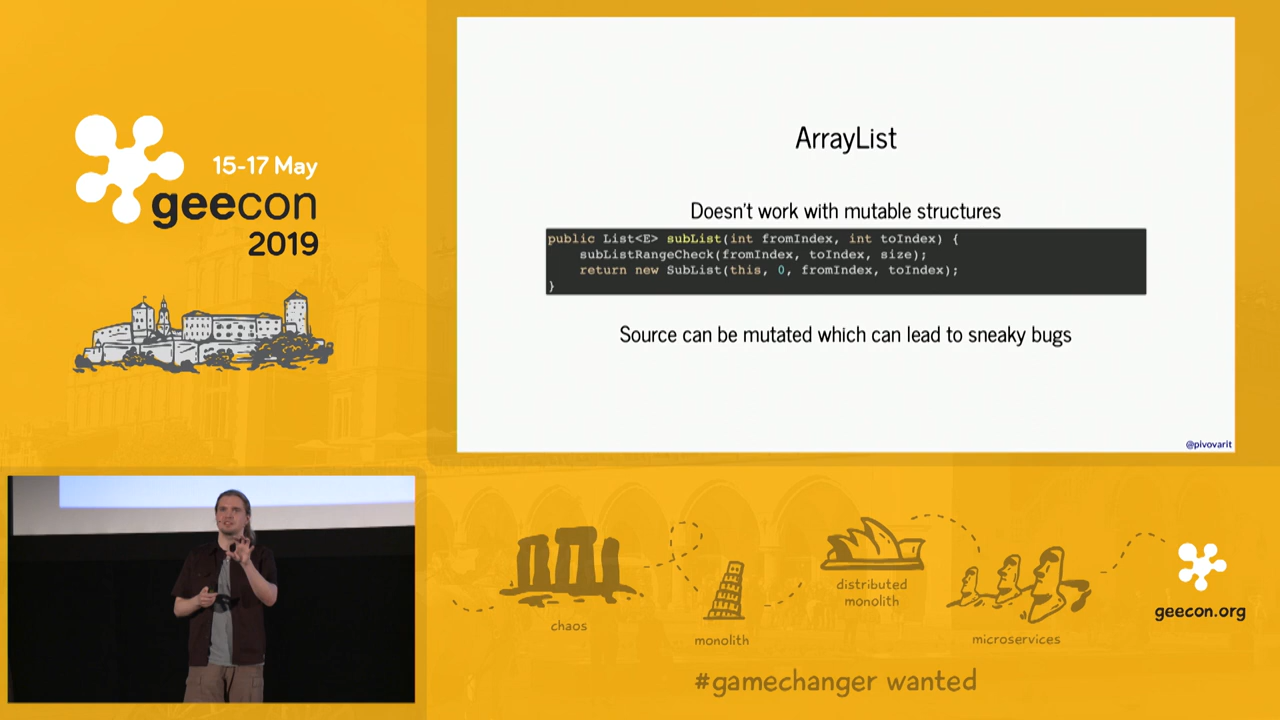 15-17 May
geecon
2019
ArrayList
Doesn't work with mutable structures
public List<E> subList(int fromIndex, int toIndex) {
    subListRangeCheck(fromIndex, toIndex, size);
    return new SubList(this, 0, fromIndex, toIndex);
}
Source can be mutated which can lead to sneaky bugs
@pivovarit
chaos
monolith
distributed
monolith
microservices
geecon.org
#gamechanger wanted